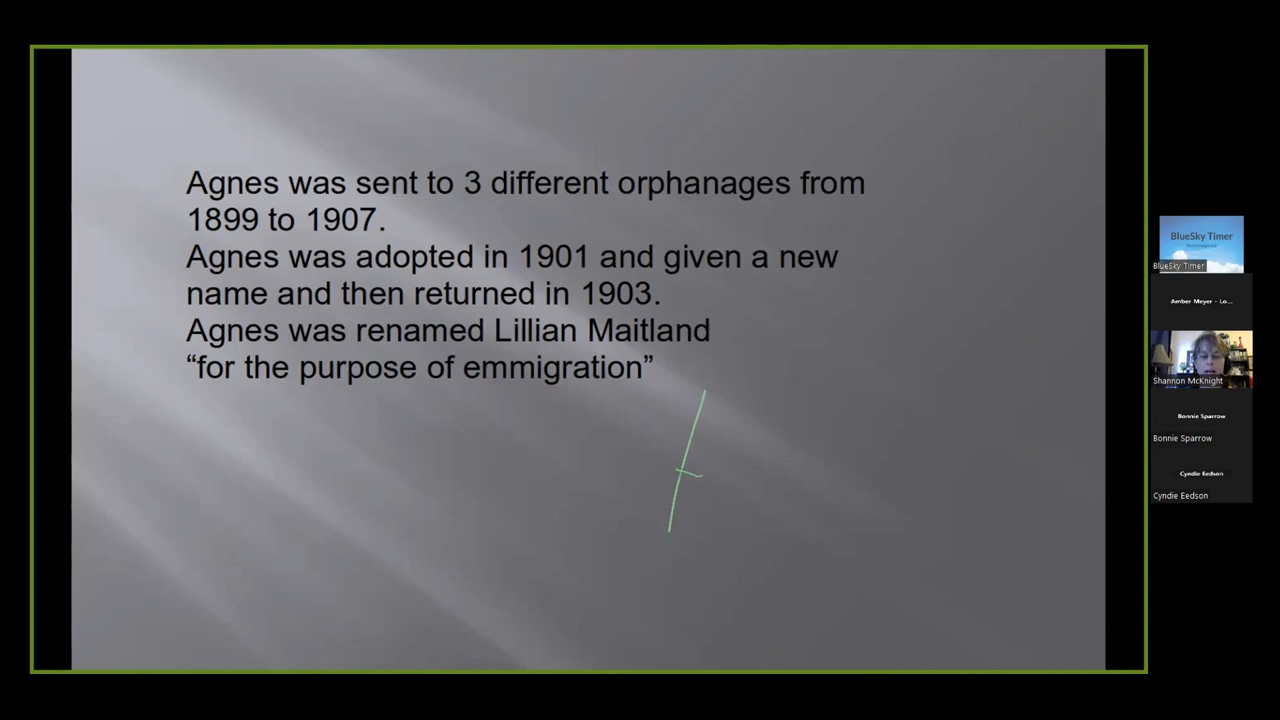 Agnes was sent to 3 different orphanages from
1899 to 1907.
Agnes was adopted in 1901 and given a new
name and then returned in 1903.
Agnes was renamed Lillian Maitland
“for the purpose of emmigration”
BlueSky Timer
BlueSky Timer
Amber Meyer - Lo...
Shannon McKnight
Bonnie Sparrow
Bonnie Sparrow
Cyndie Eedson
Cyndie Eedson